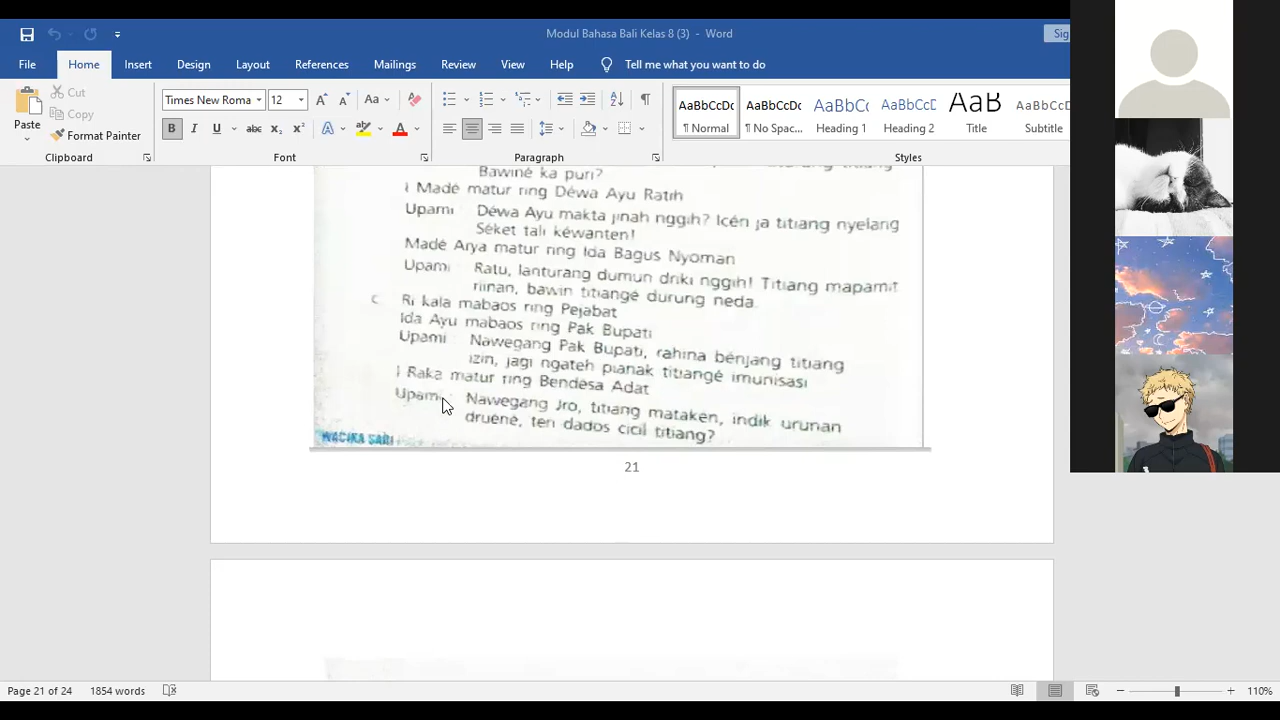 Modul Bahasa Bali Kelas 8 (3) - Word
Sig
File Home Insert Design Layout References Mailings Review View Help Tell me what you want to do
Cut
Copy
Paste
Format Painter
Times New Roma 12
Aa
B I U abc x₂ x² A A
AaBbCcDc AaBbCcDc AaBbC AaBbCcD AaB AaBbCcD
¶ Normal ¶ No Spac... Heading 1 Heading 2 Title Subtitle
Clipboard Font Paragraph Styles
Bawiné ka puri?
I Madé matur ring Déwa Ayu Ratih
Upami Déwa Ayu makta jinah nggih? Icén ja titiang nyelang
Séket tali kéwanten!
Madé Arya matur ring Ida Bagus Nyoman
Upami Ratu, lanturang dumun driki nggih! Titiang mapamit
riinan, bawin titiangé durung neda.
c Ri kala mabaos ring Pejabat
Ida Ayu mabaos ring Pak Bupati
Upami Nawegang Pak Bupati, rahina bénjang titiang
izin, jagi ngateh pianak titiangé imunisasi
I Raka matur ring Bendesa Adat
Upami Nawegang Jro, titiang mataken, indik urunan
druené, ten dados cicil titiang?
WACIKA SARI
21
Page 21 of 24 1854 words 110%